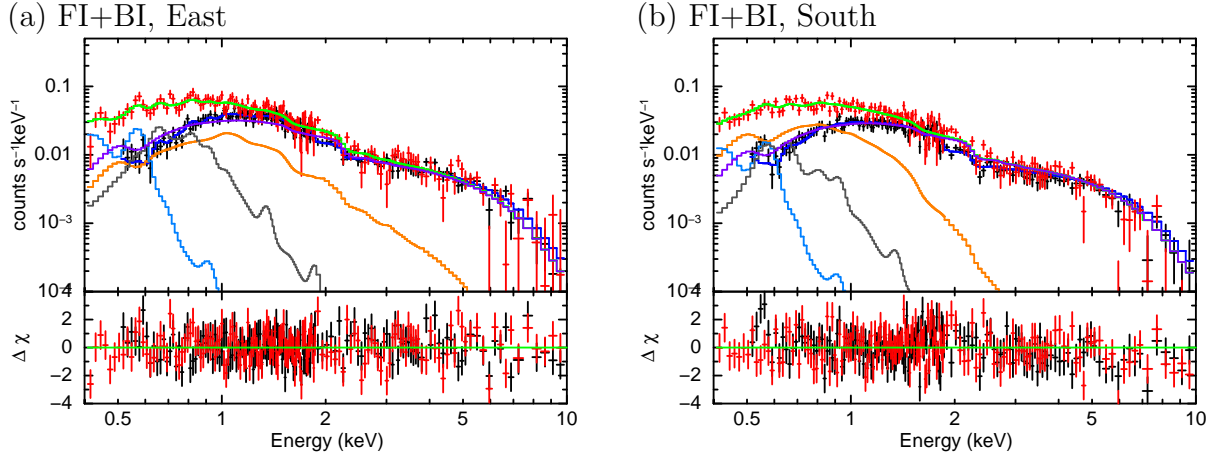 (a) FI+BI, East
counts s⁻¹keV⁻¹
0.1
0.01
10⁻³
10⁻⁴
Δ χ
4
2
0
−2
−4
0.5 1 2 5 10
Energy (keV)
(b) FI+BI, South
counts s⁻¹keV⁻¹
0.1
0.01
10⁻³
10⁻⁴
Δ χ
4
2
0
−2
−4
0.5 1 2 5 10
Energy (keV)